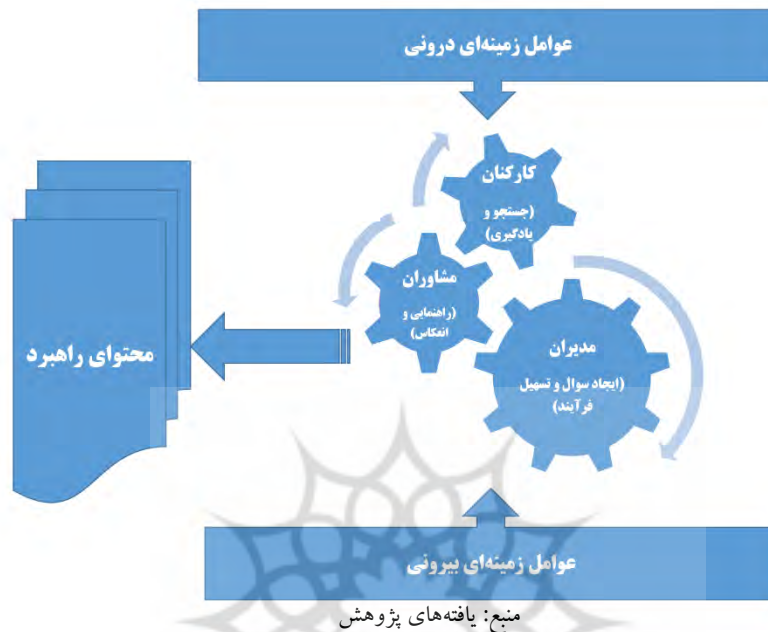 عوامل زمینه‌ای درونی
کارکنان
(جستجو و
یادگیری)
مشاوران
(راهنمایی و
انعکاس)
مدیران
(ایجاد سوال و تسهیل
فرآیند)
محتوای راهبرد
عوامل زمینه‌ای بیرونی
منبع: یافته‌های پژوهش